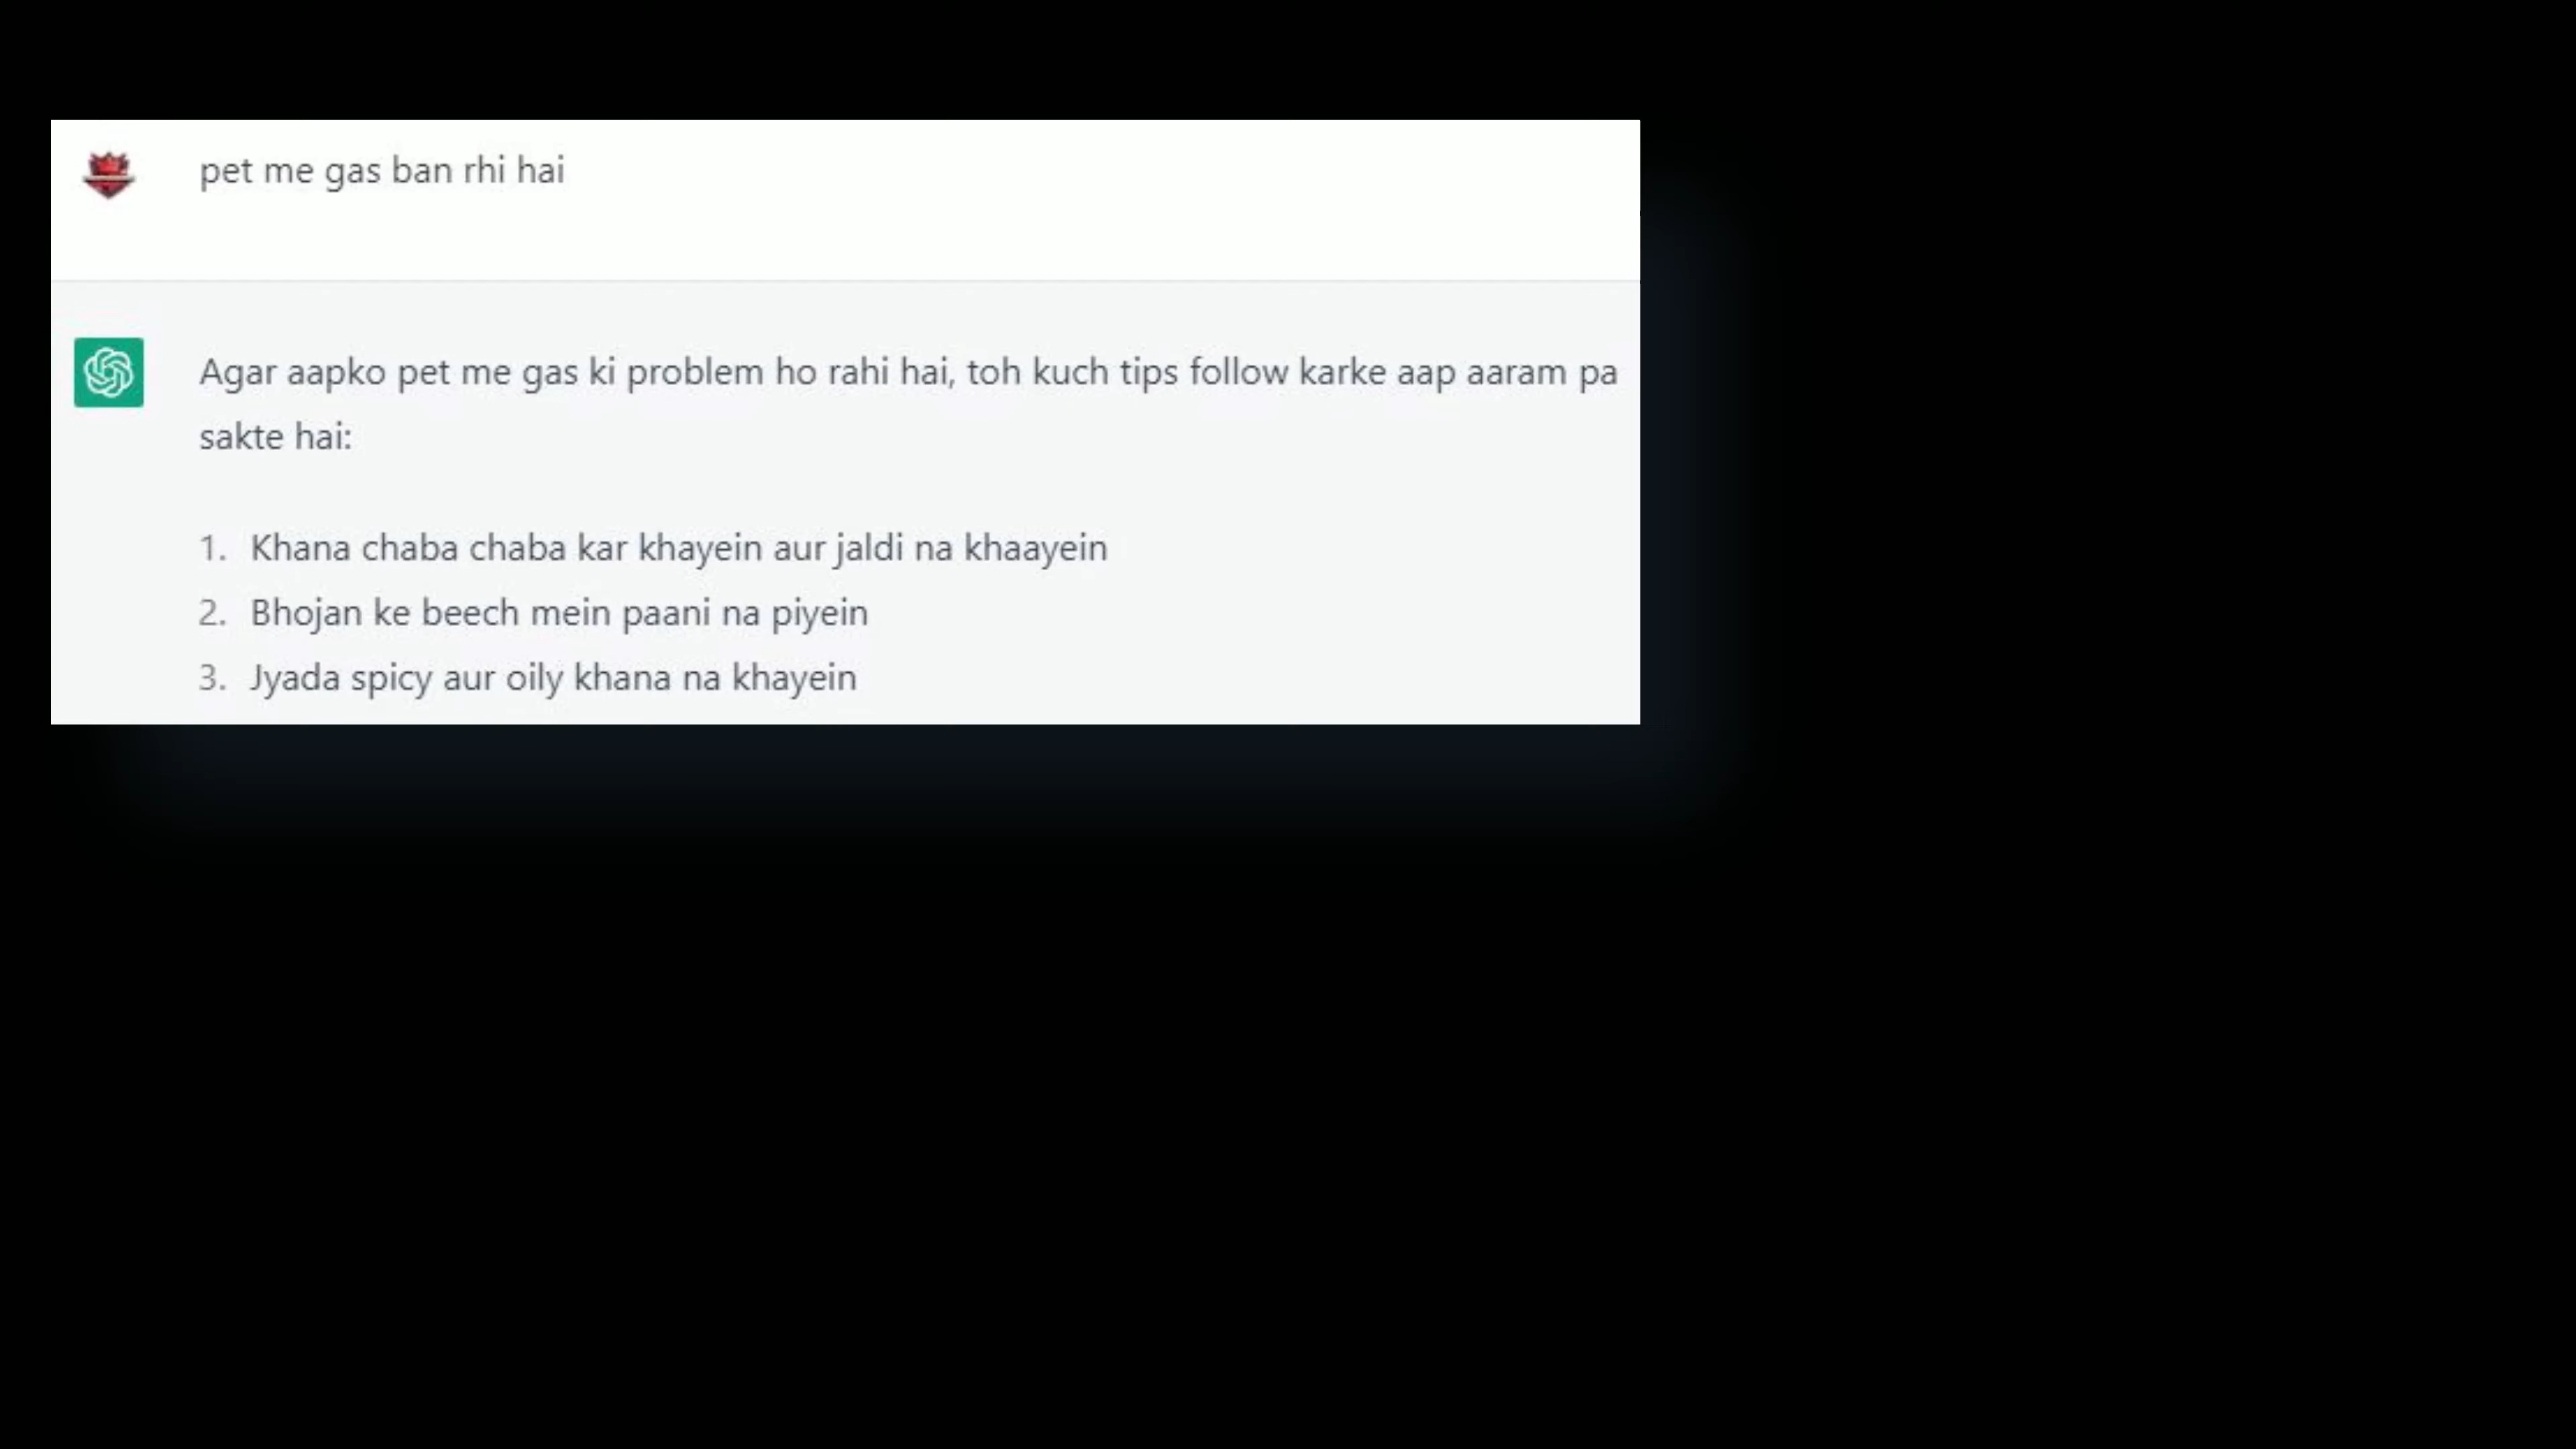 pet me gas ban rhi hai
Agar aapko pet me gas ki problem ho rahi hai, toh kuch tips follow karke aap aaram pa
sakte hai:
1. Khana chaba chaba kar khayein aur jaldi na khaayein
2. Bhojan ke beech mein paani na piyein
3. Jyada spicy aur oily khana na khayein